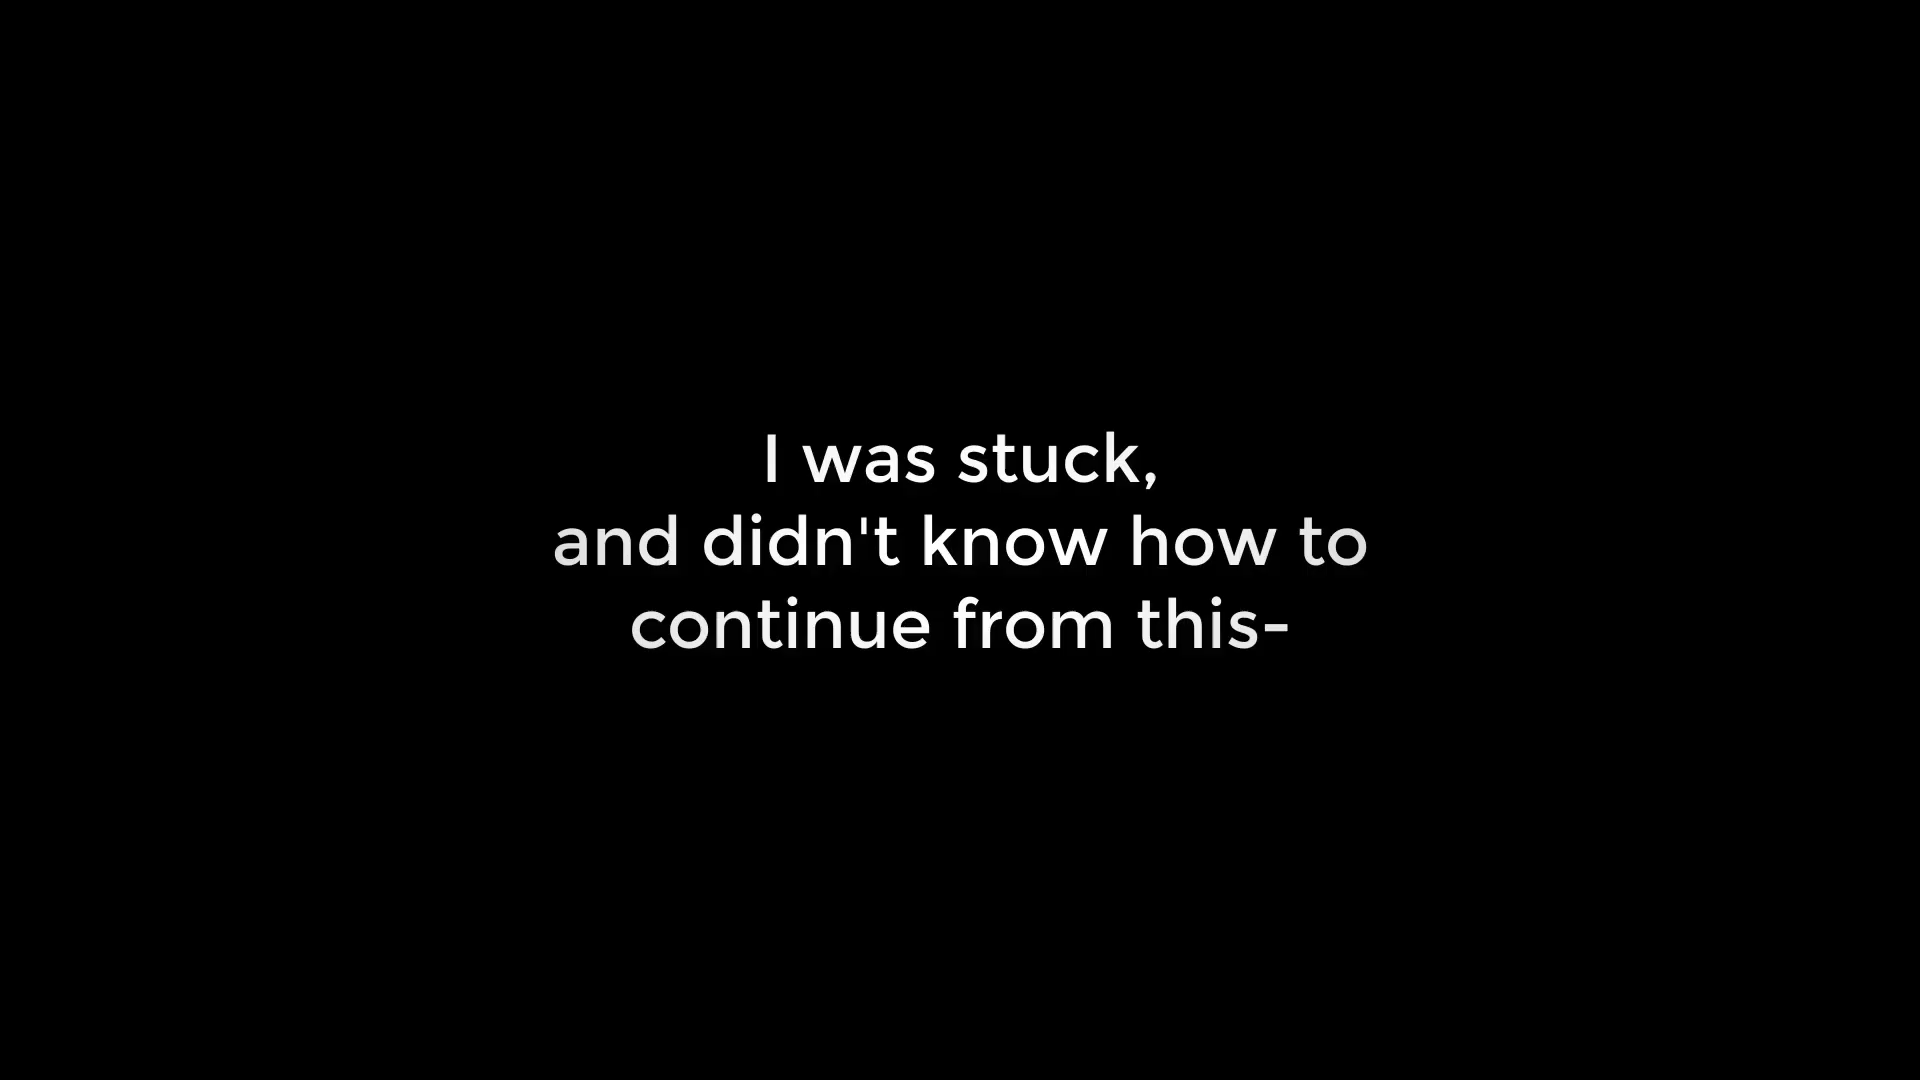 I was stuck,
and didn't know how to
continue from this-